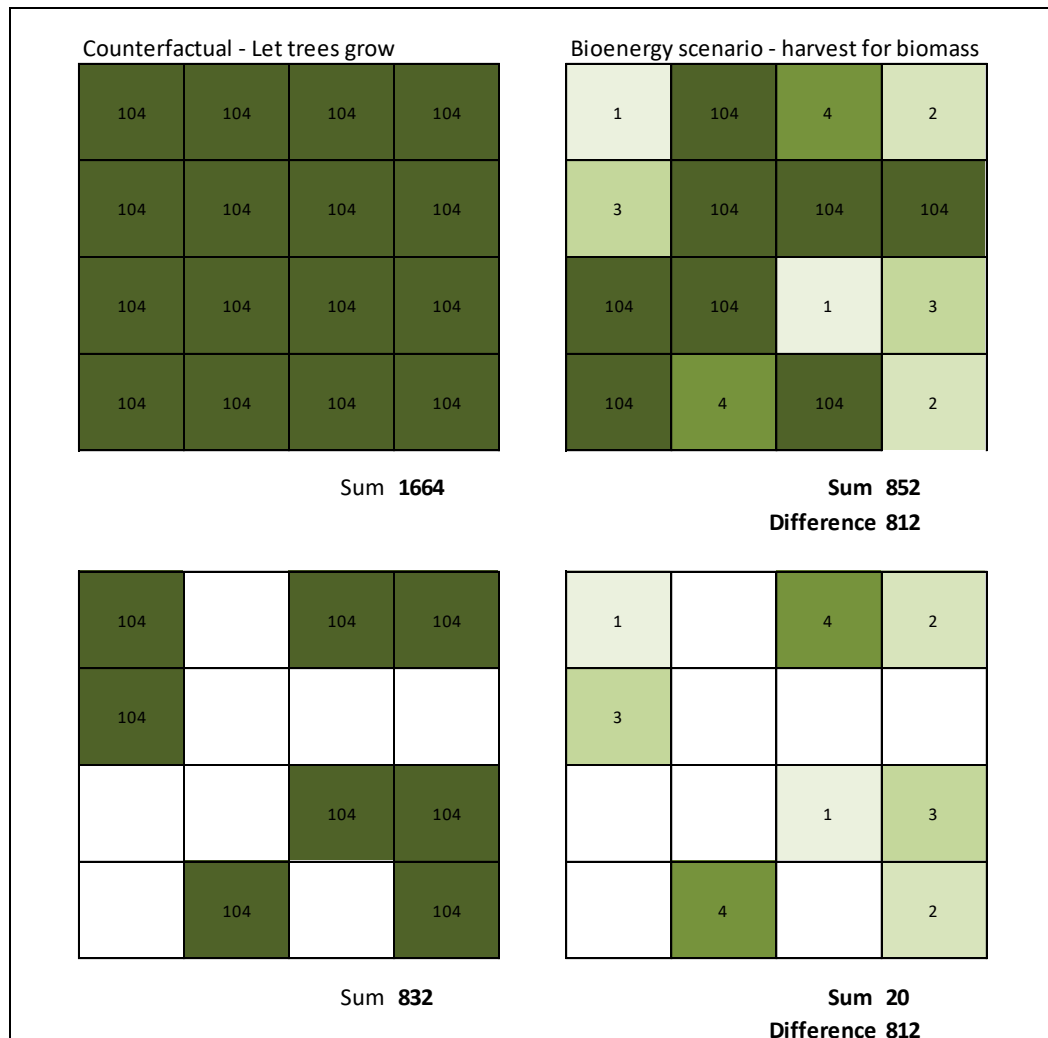 Counterfactual - Let trees grow
Bioenergy scenario - harvest for biomass
104 104 104 104
1 104 4 2
104 104 104 104
3 104 104 104
104 104 104 104
104 104 1 3
104 104 104 104
104 4 104 2
Sum 1664
Sum 852
Difference 812
104 104 104
1 4 2
104
3
104 104
1 3
104 104
4 2
Sum 832
Sum 20
Difference 812